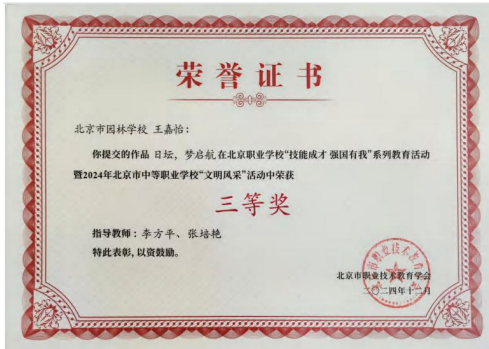 荣誉证书
北京市园林学校 王嘉怡：
你提交的作品 日坛，梦启航在北京职业学校“技能成才 强国有我”系列教育活动
暨2024年北京市中等职业学校“文明风采”活动中荣获
三等奖
指导教师：李方平、张培艳
特此表彰，以资鼓励。
北京市职业技术教育学会
二〇二四年十二月